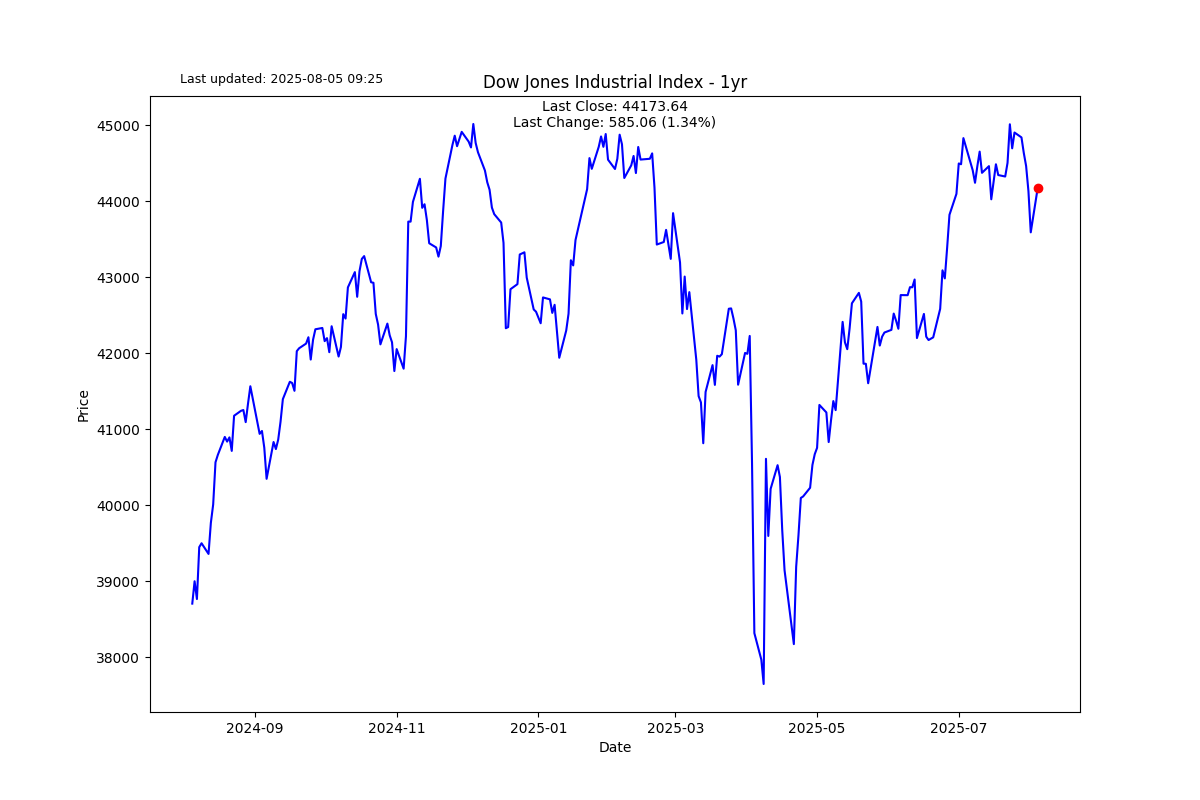 Last updated: 2025-08-05 09:25
Dow Jones Industrial Index - 1yr
Last Close: 44173.64
Last Change: 585.06 (1.34%)
45000
44000
43000
42000
41000
40000
39000
38000
Price
2024-09
2024-11
2025-01
2025-03
2025-05
2025-07
Date